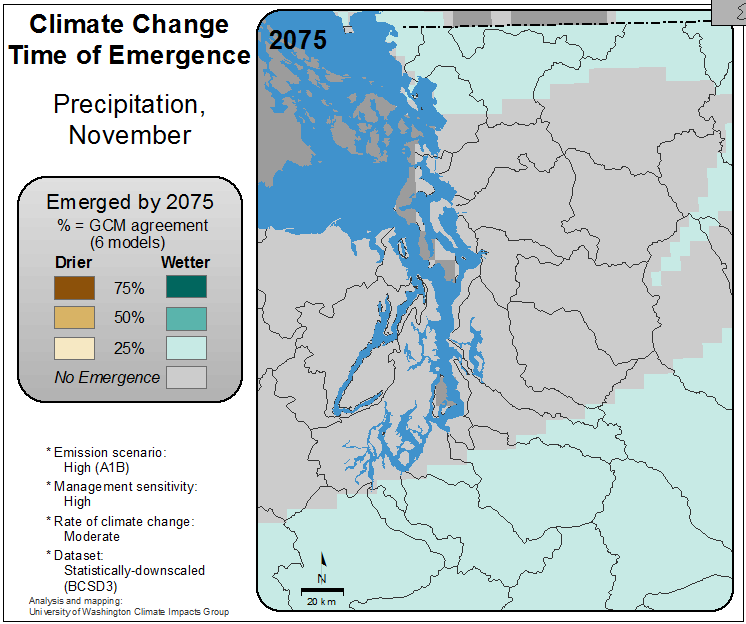 Climate Change
Time of Emergence
Precipitation,
November
Emerged by 2075
% = GCM agreement
(6 models)
Drier Wetter
75%
50%
25%
No Emergence
* Emission scenario:
High (A1B)
* Management sensitivity:
High
* Rate of climate change:
Moderate
* Dataset:
Statistically-downscaled
(BCSD3)
Analysis and mapping:
University of Washington Climate Impacts Group
2075
N
20 km